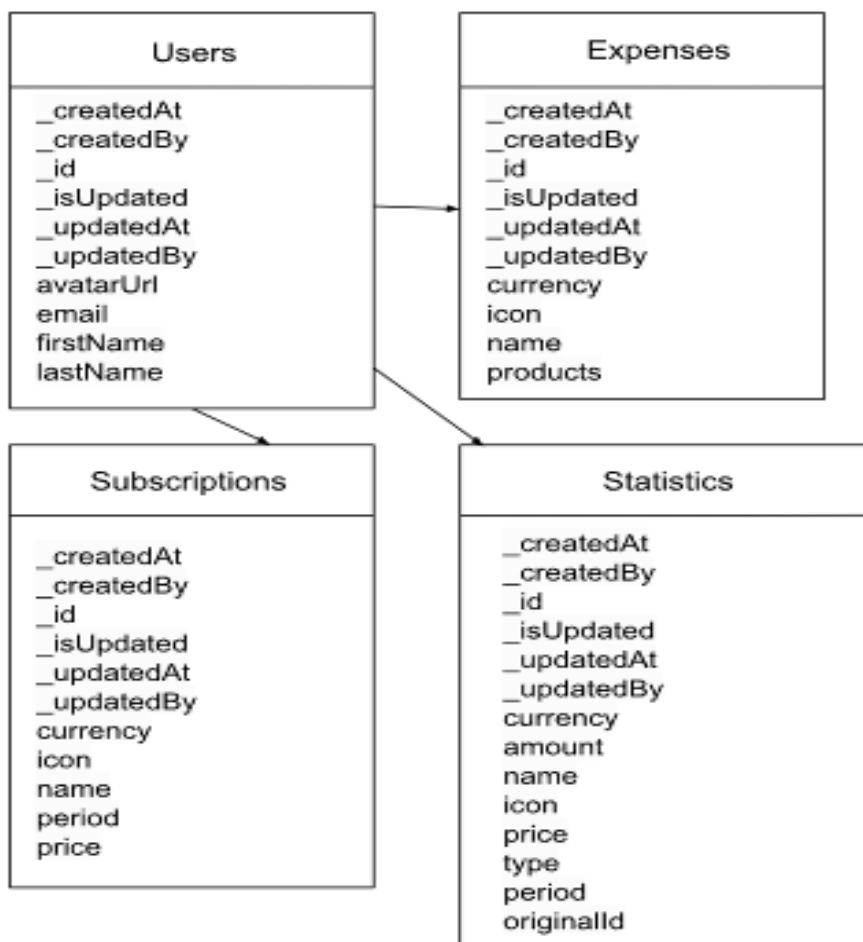 Users
_createdAt
_createdBy
_id
_isUpdated
_updatedAt
_updatedBy
avatarUrl
email
firstName
lastName
Expenses
_createdAt
_createdBy
_id
_isUpdated
_updatedAt
_updatedBy
currency
icon
name
products
Subscriptions
_createdAt
_createdBy
_id
_isUpdated
_updatedAt
_updatedBy
currency
icon
name
period
price
Statistics
_createdAt
_createdBy
_id
_isUpdated
_updatedAt
_updatedBy
currency
amount
name
icon
price
type
period
originalId